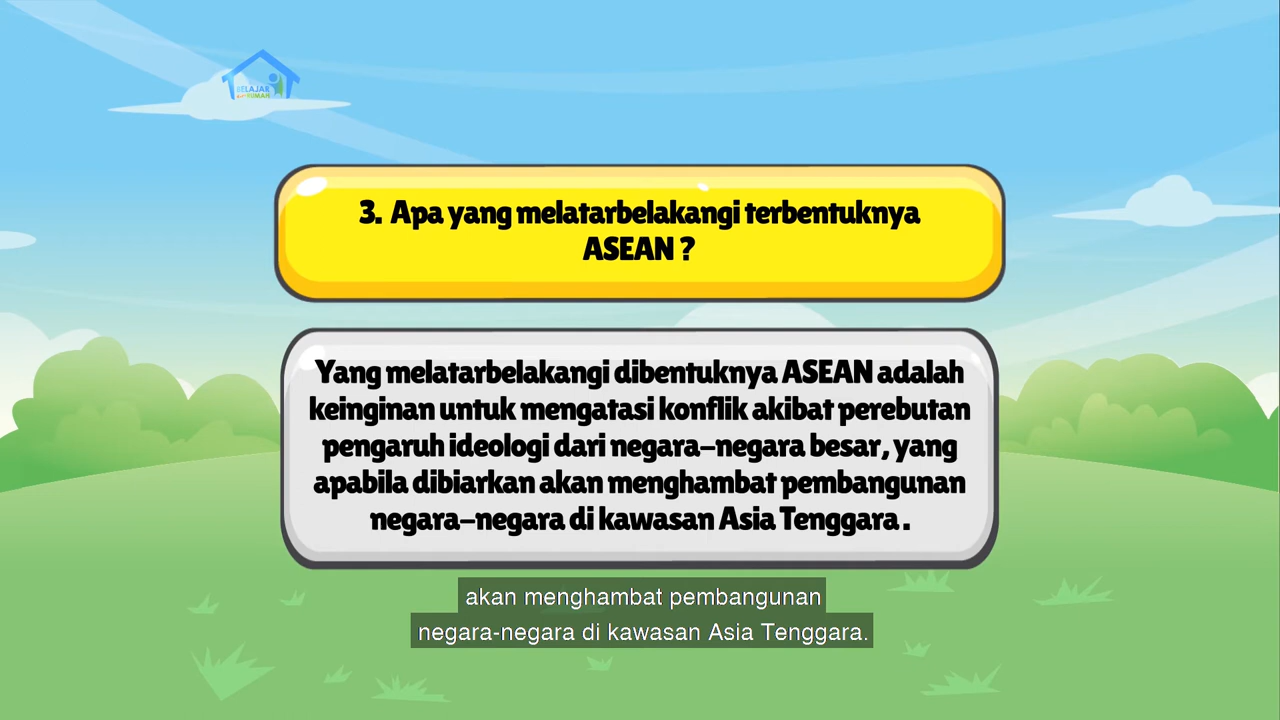 BELAJAR
RUMAH
3. Apa yang melatarbelakangi terbentuknya
ASEAN ?
Yang melatarbelakangi dibentuknya ASEAN adalah
keinginan untuk mengatasi konflik akibat perebutan
pengaruh ideologi dari negara-negara besar, yang
apabila dibiarkan akan menghambat pembangunan
negara-negara di kawasan Asia Tenggara.
akan menghambat pembangunan
negara-negara di kawasan Asia Tenggara.